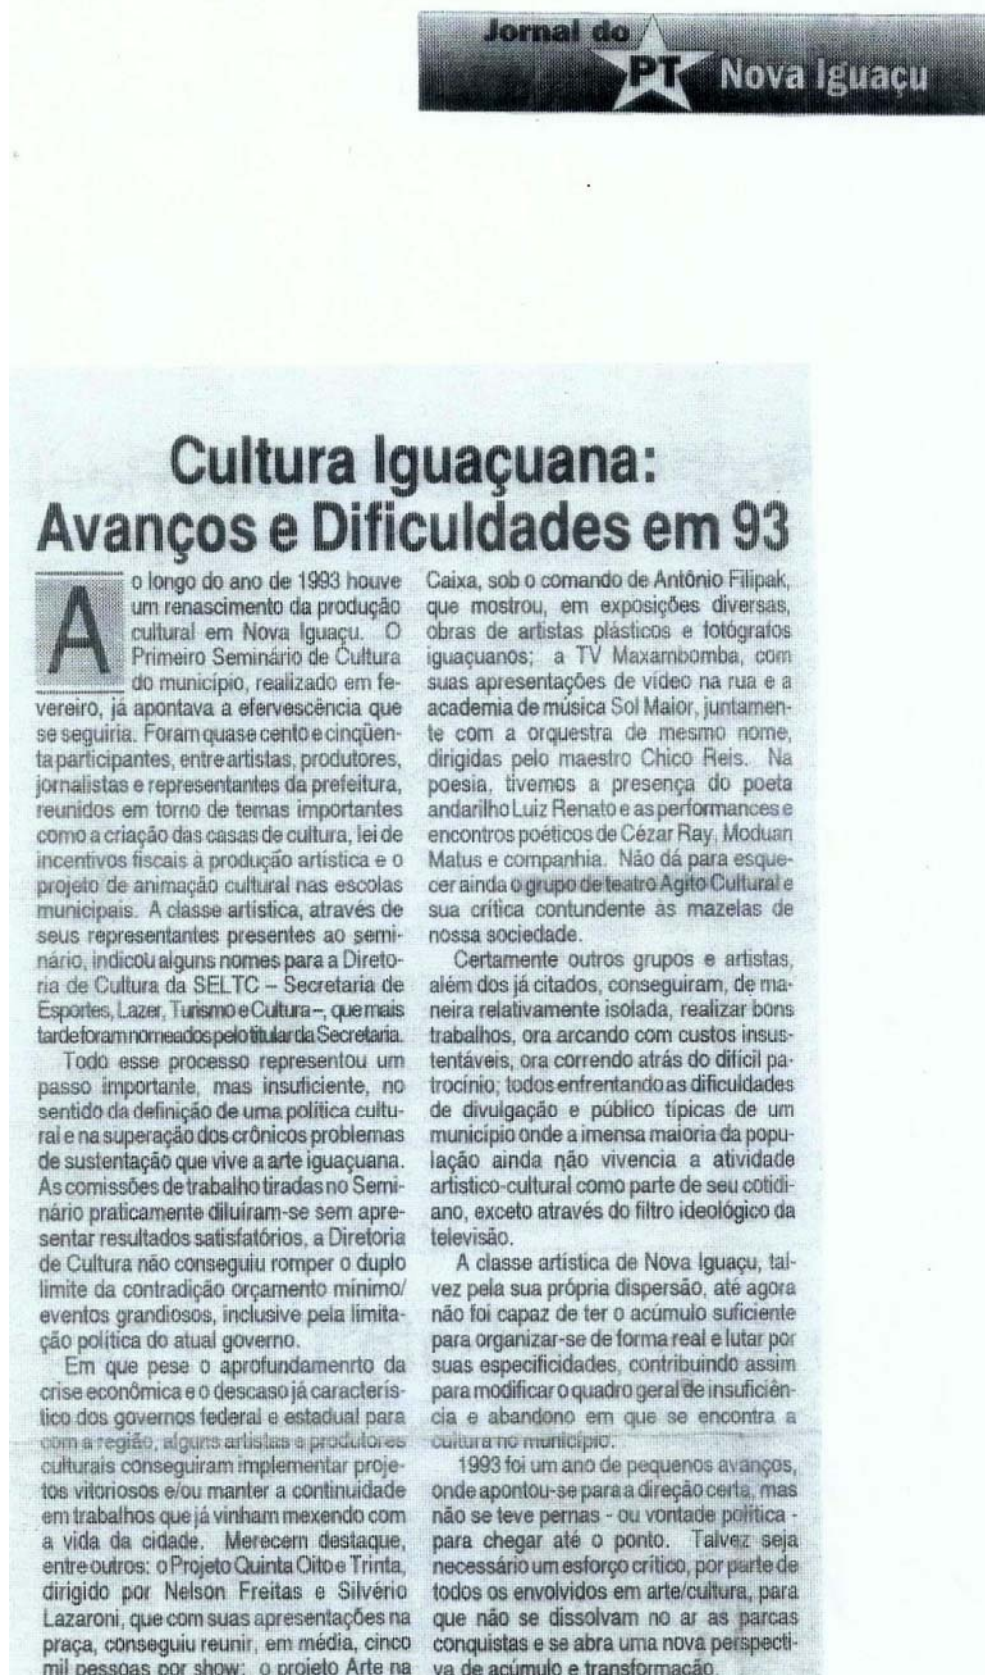 Jornal do
PT Nova Iguaçu
Cultura Iguaçuana:
Avanços e Dificuldades em 93
Ao longo do ano de 1993 houve
um renascimento da produção
cultural em Nova Iguaçu. O
Primeiro Seminário de Cultura
do município, realizado em fe-
vereiro, já apontava a efervescência que
se seguiria. Foram quase cento e cinqüen-
ta participantes, entre artistas, produtores,
jornalistas e representantes da prefeitura,
reunidos em torno de temas importantes
como a criação das casas de cultura, lei de
incentivos fiscais à produção artística e o
projeto de animação cultural nas escolas
municipais. A classe artística, através de
seus representantes presentes ao semi-
nário, indicou alguns nomes para a Direto-
ria de Cultura da SELTC – Secretaria de
Esportes, Lazer, Turismo e Cultura –, que mais
tarde foram nomeados pelo titular da Secretaria.
Todo esse processo representou um
passo importante, mas insuficiente, no
sentido da definição de uma política cultu-
ral e na superação dos crônicos problemas
de sustentação que vive a arte iguaçuana.
As comissões de trabalho tiradas no Semi-
nário praticamente diluíram-se sem apre-
sentar resultados satisfatórios, a Diretoria
de Cultura não conseguiu romper o duplo
limite da contradição orçamento mínimo/
eventos grandiosos, inclusive pela limita-
ção política do atual governo.
Em que pese o aprofundamenrto da
crise econômica e o descaso já caracterís-
tico dos governos federal e estadual para
com a região, alguns artistas e produtores
culturais conseguiram implementar proje-
tos vitoriosos e/ou manter a continuidade
em trabalhos que já vinham mexendo com
a vida da cidade. Merecem destaque,
entre outros: o Projeto Quinta Oito e Trinta,
dirigido por Nelson Freitas e Silvério
Lazaroni, que com suas apresentações na
praça, conseguiu reunir, em média, cinco
mil pessoas por show; o projeto Arte na
Caixa, sob o comando de Antônio Filipak,
que mostrou, em exposições diversas,
obras de artistas plásticos e fotógrafos
iguaçuanos; a TV Maxambomba, com
suas apresentações de vídeo na rua e a
academia de música Sol Maior, juntamen-
te com a orquestra de mesmo nome,
dirigidas pelo maestro Chico Reis. Na
poesia, tivemos a presença do poeta
andarilho Luiz Renato e as performances e
encontros poéticos de Cézar Ray, Moduan
Matus e companhia. Não dá para esque-
cer ainda o grupo de teatro Agito Cultural e
sua crítica contundente às mazelas de
nossa sociedade.
Certamente outros grupos e artistas,
além dos já citados, conseguiram, de ma-
neira relativamente isolada, realizar bons
trabalhos, ora arcando com custos insus-
tentáveis, ora correndo atrás do difícil pa-
trocínio; todos enfrentando as dificuldades
de divulgação e público típicas de um
município onde a imensa maioria da popu-
lação ainda não vivencia a atividade
artistico-cultural como parte de seu cotidi-
ano, exceto através do filtro ideológico da
televisão.
A classe artística de Nova Iguaçu, tal-
vez pela sua própria dispersão, até agora
não foi capaz de ter o acúmulo suficiente
para organizar-se de forma real e lutar por
suas especificidades, contribuindo assim
para modificar o quadro geral de insuficiên-
cia e abandono em que se encontra a
cultura no município.
1993 foi um ano de pequenos avanços,
onde apontou-se para a direção certa, mas
não se teve pernas - ou vontade política -
para chegar até o ponto. Talvez seja
necessário um esforço crítico, por parte de
todos os envolvidos em arte/cultura, para
que não se dissolvam no ar as parcas
conquistas e se abra uma nova perspecti-
va de acúmulo e transformação.